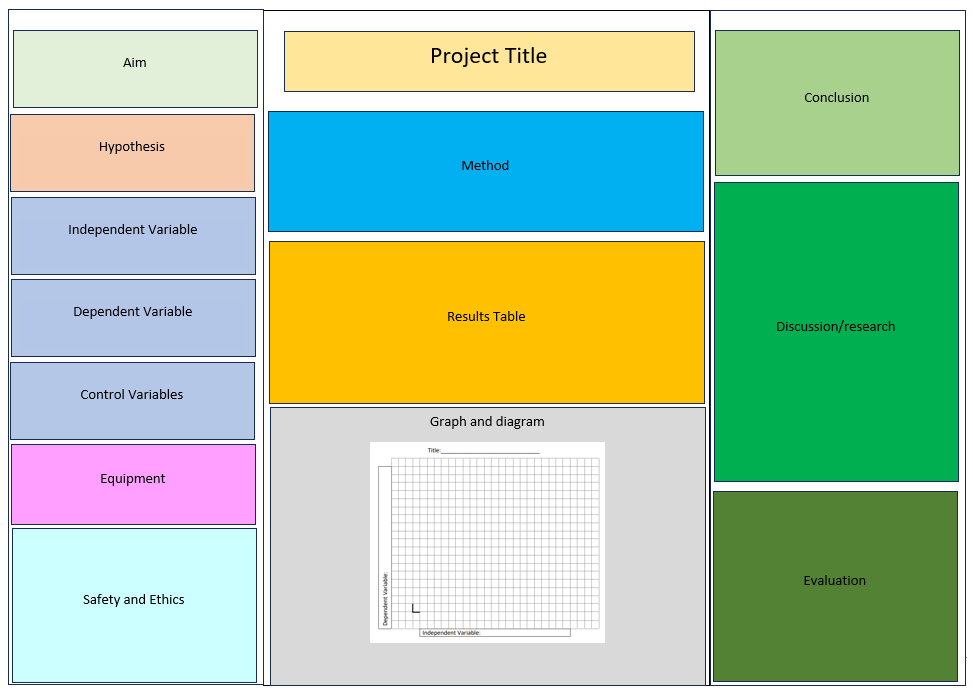 Aim
Hypothesis
Independent Variable
Dependent Variable
Control Variables
Equipment
Safety and Ethics
Project Title
Method
Results Table
Graph and diagram
Title:
Dependent Variable:
Independent Variable:
Conclusion
Discussion/research
Evaluation